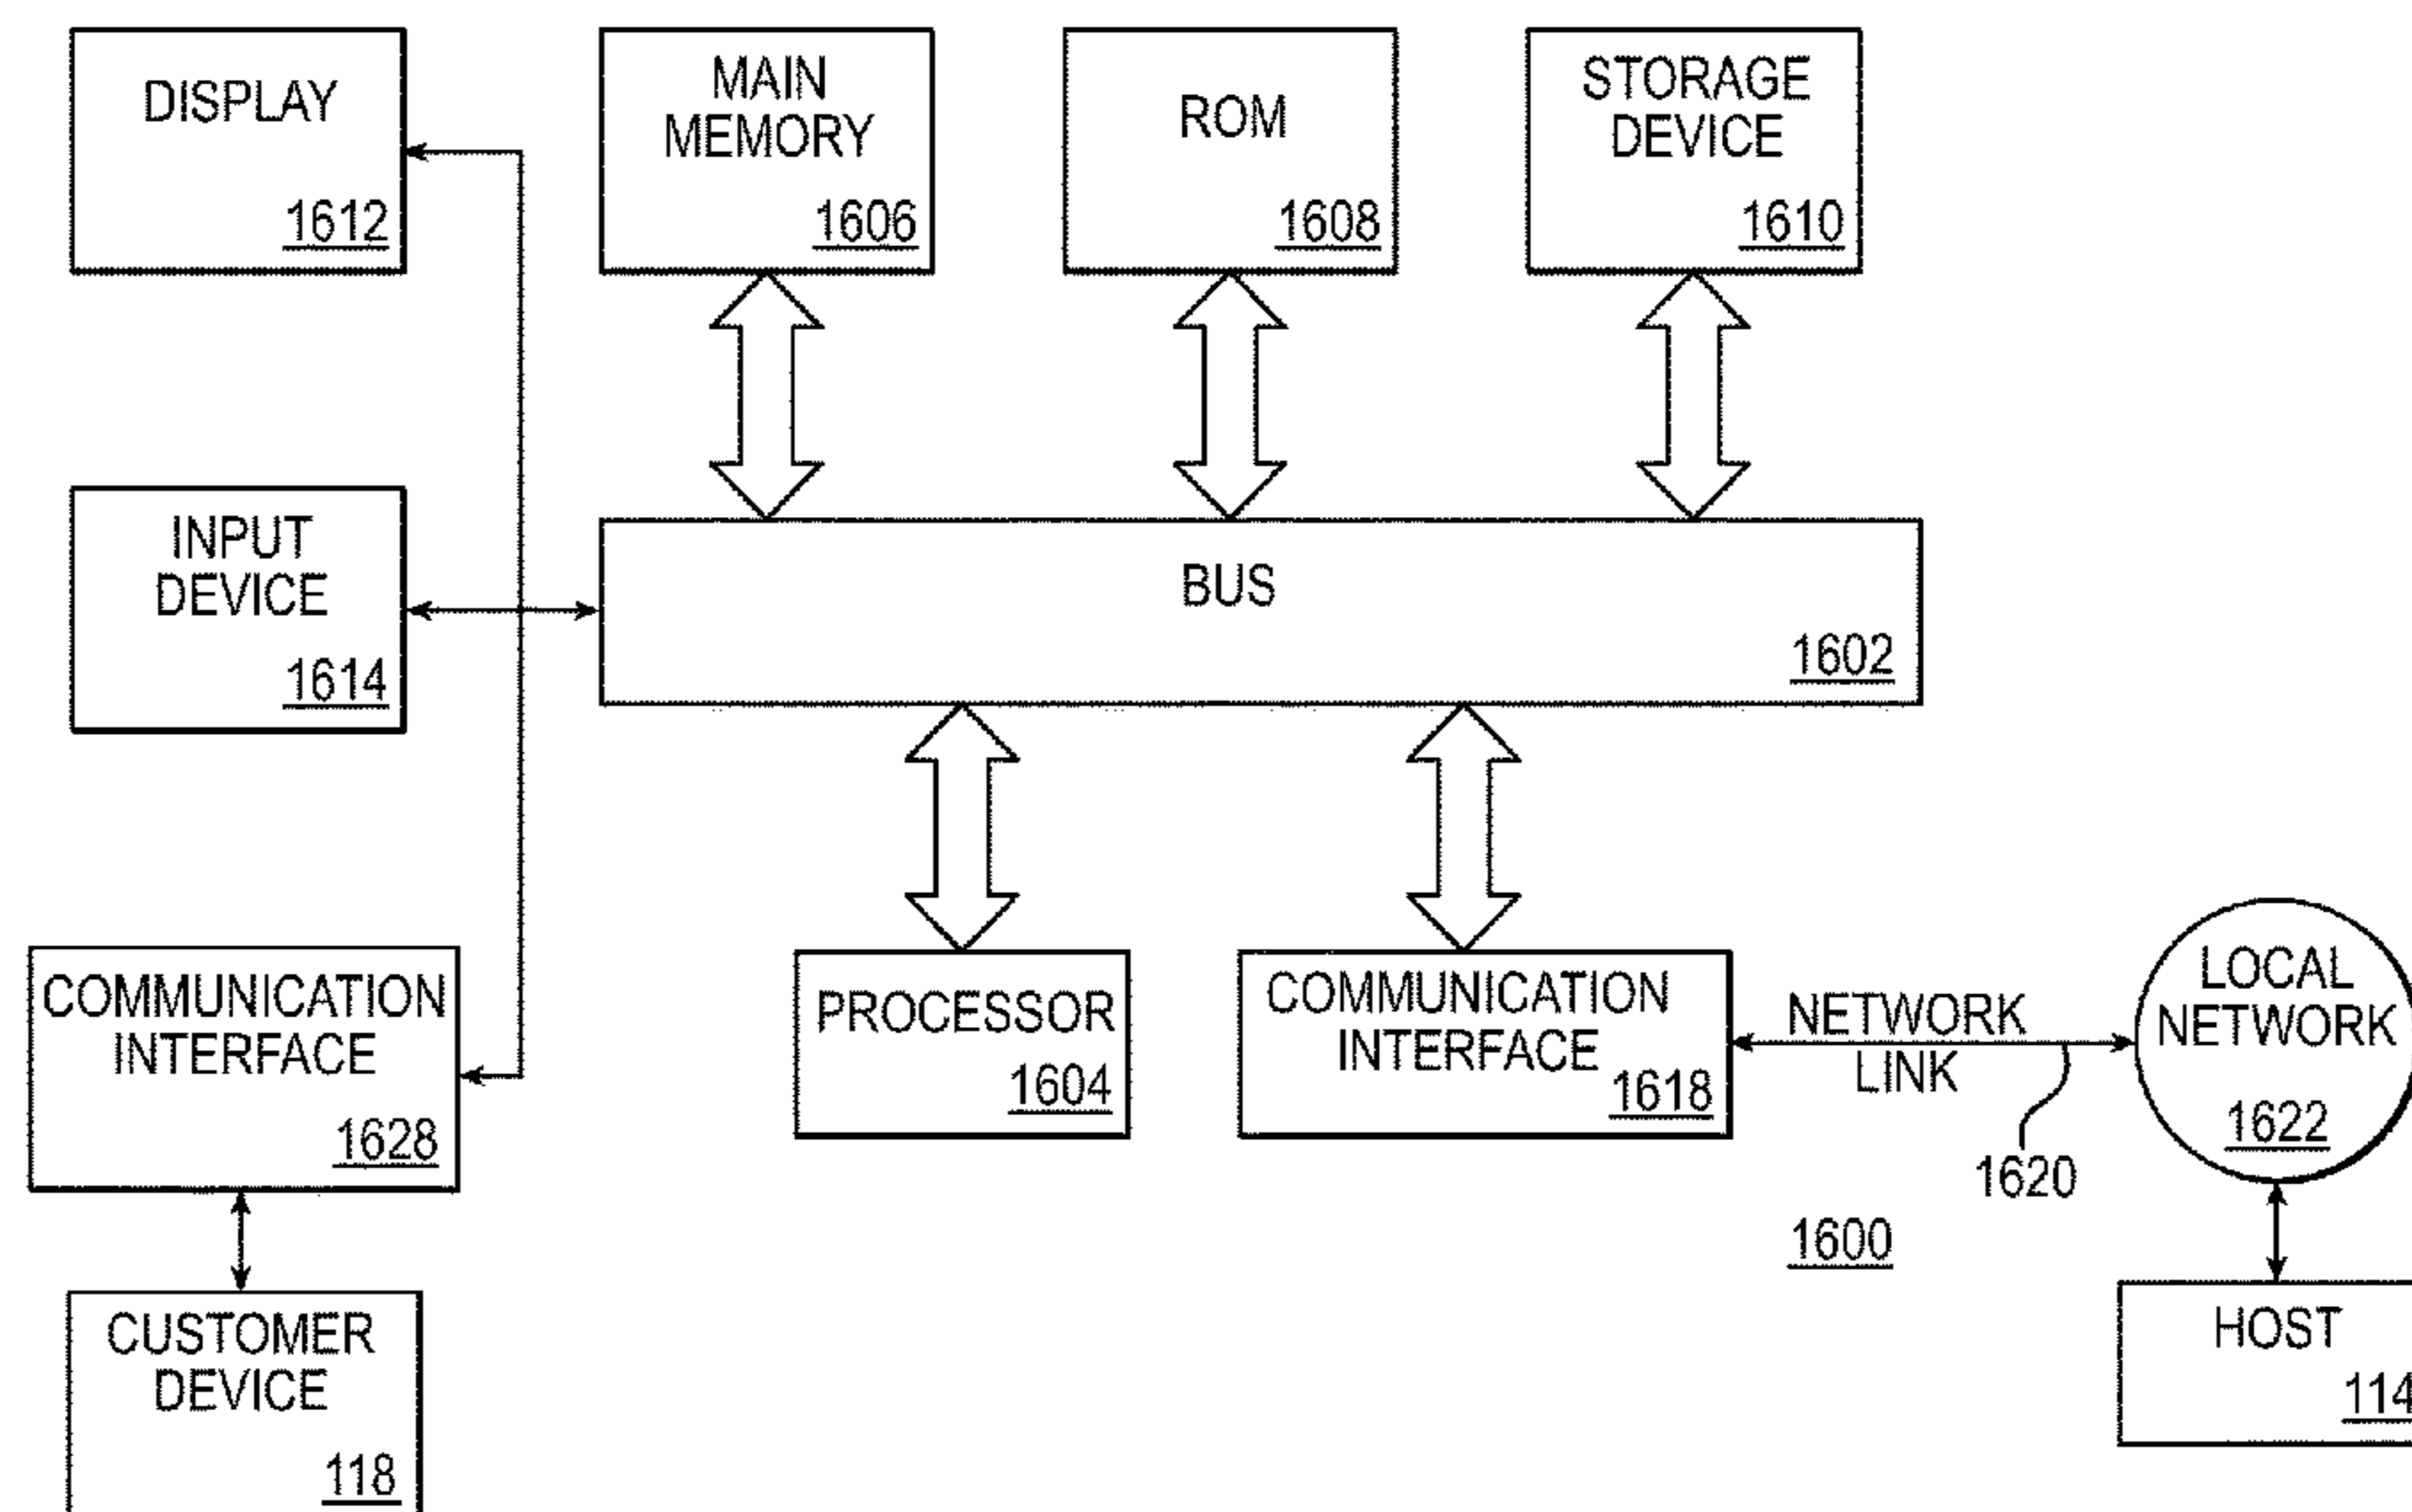 DISPLAY
1612
MAIN
MEMORY
1606
ROM
1608
STORAGE
DEVICE
1610
INPUT
DEVICE
1614
BUS
1602
COMMUNICATION
INTERFACE
1628
PROCESSOR
1604
COMMUNICATION
INTERFACE
1618
NETWORK
LINK
1620
LOCAL
NETWORK
1622
1600
CUSTOMER
DEVICE
118
HOST
114